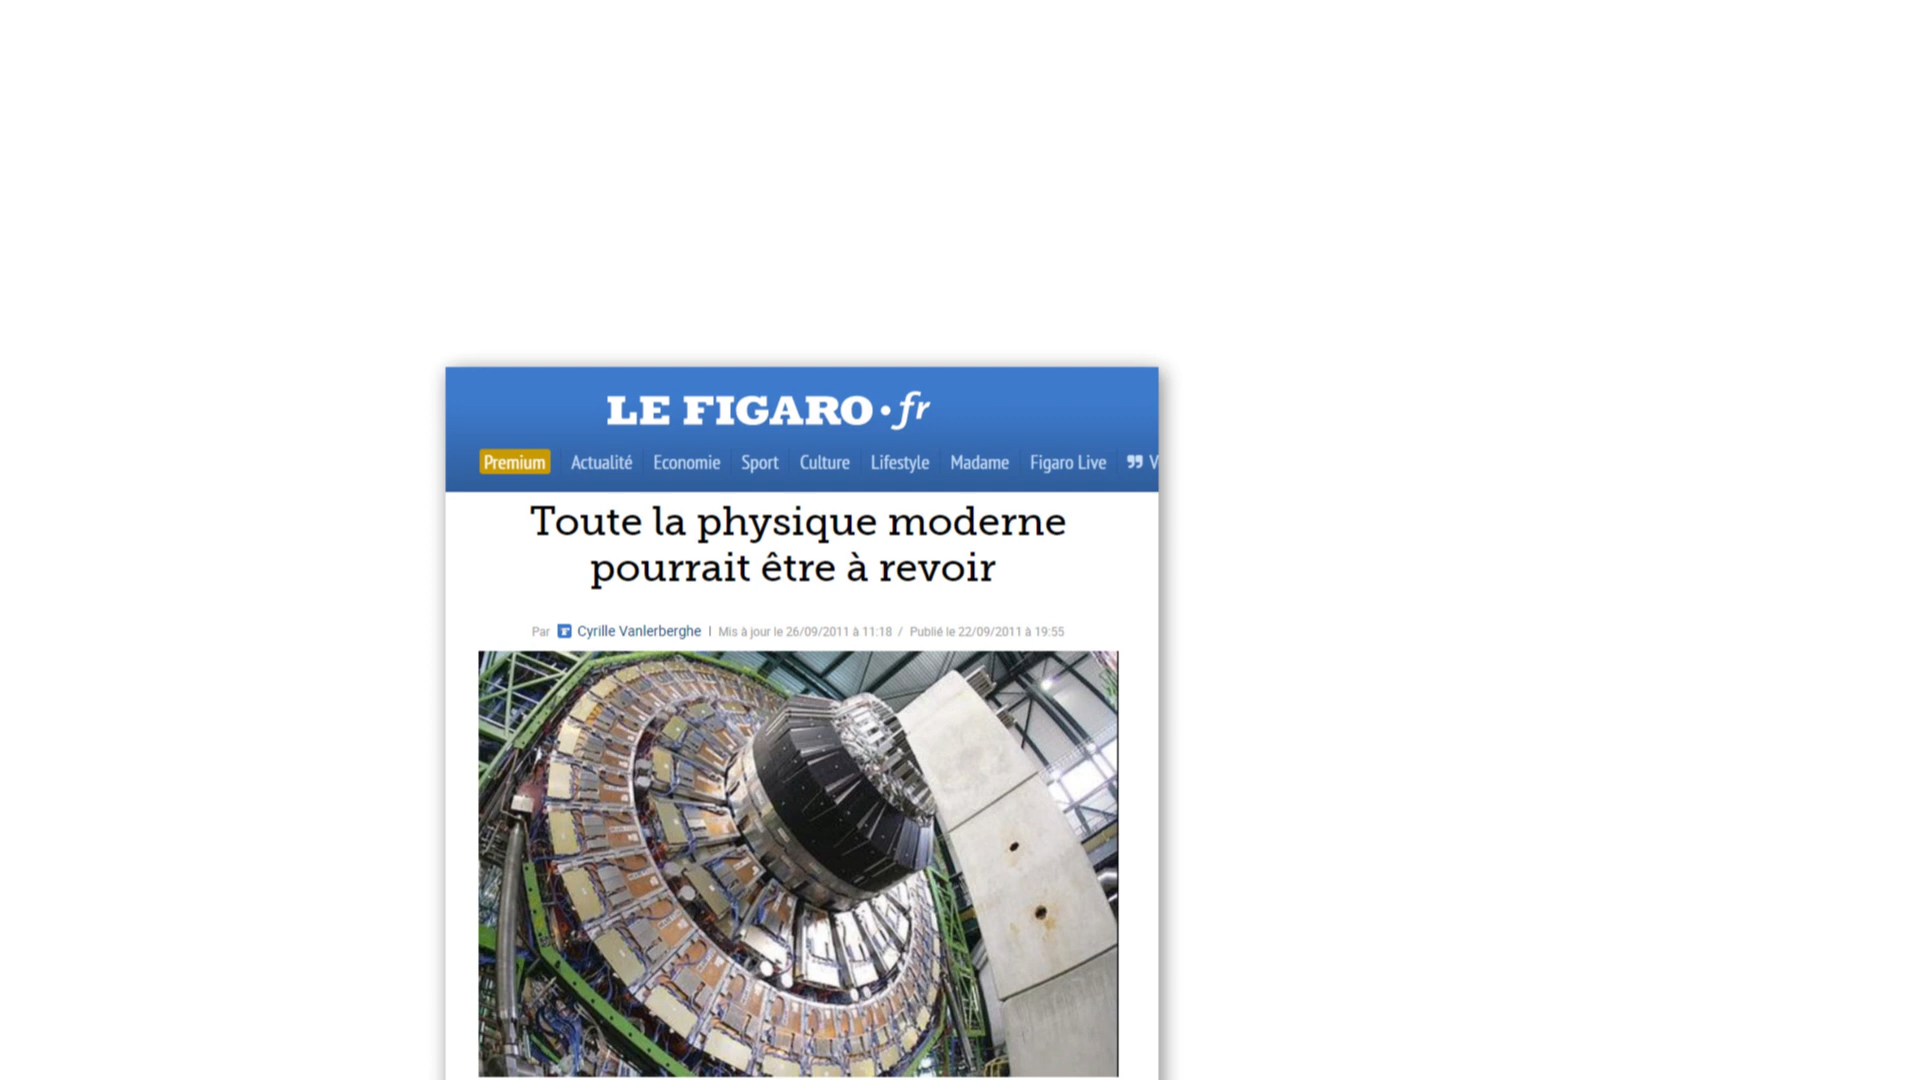 LE FIGARO·fr
Premium Actualité Economie Sport Culture Lifestyle Madame Figaro Live
Toute la physique moderne
pourrait être à revoir
Par Cyrille Vanlerberghe | Mis à jour le 26/09/2011 à 11:18 / Publié le 22/09/2011 à 19:55